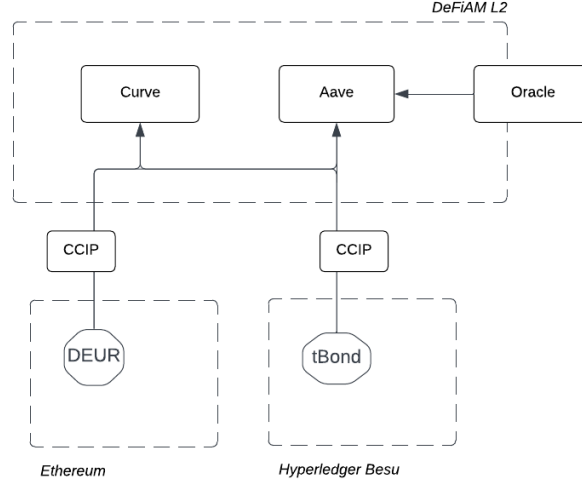 DeFiAM L2
Curve
Aave
Oracle
CCIP
CCIP
DEUR
tBond
Ethereum
Hyperledger Besu